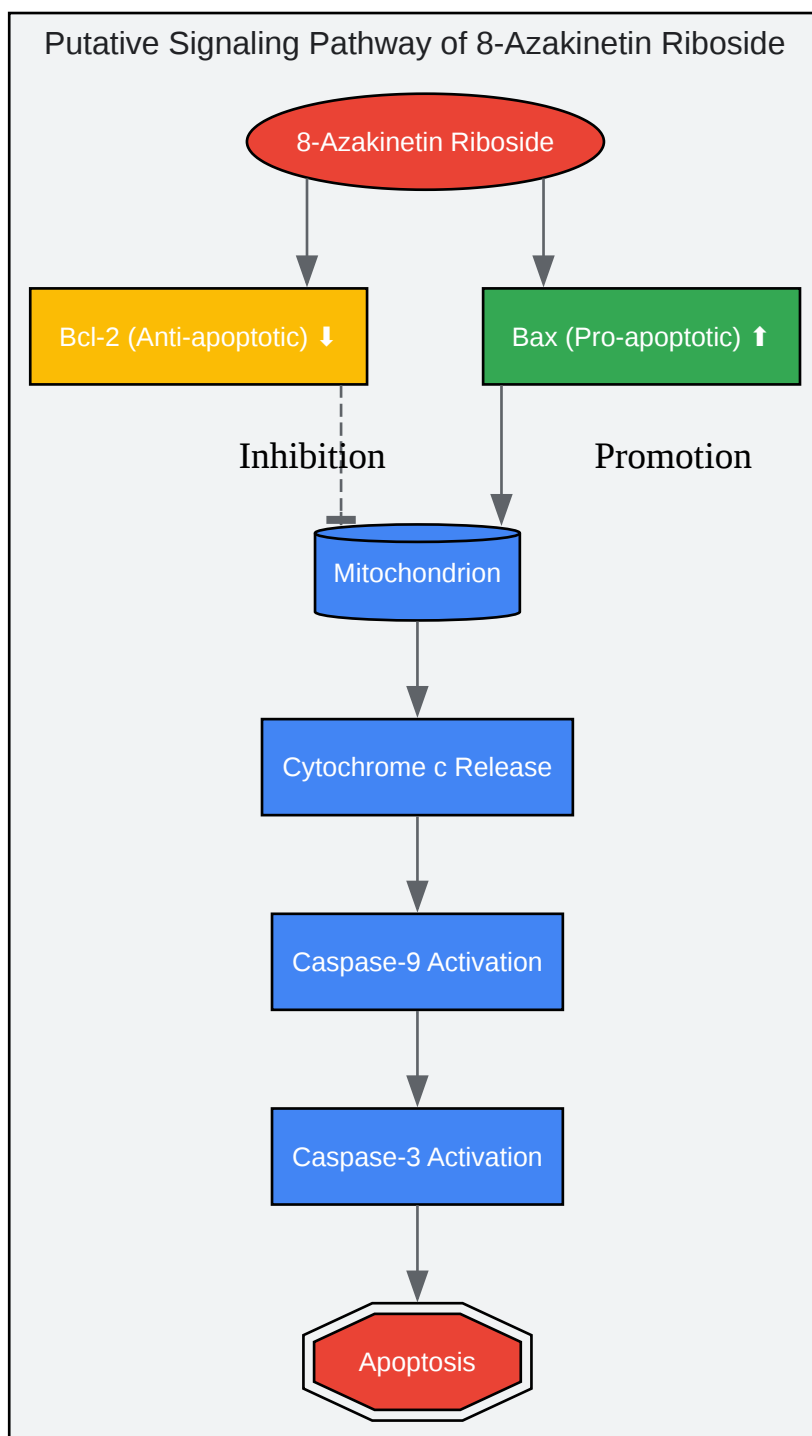 Putative Signaling Pathway of 8-Azakinetin Riboside
8-Azakinetin Riboside
Bcl-2 (Anti-apoptotic) ⬇
Bax (Pro-apoptotic) ⬆
Inhibition
Promotion
Mitochondrion
Cytochrome c Release
Caspase-9 Activation
Caspase-3 Activation
Apoptosis